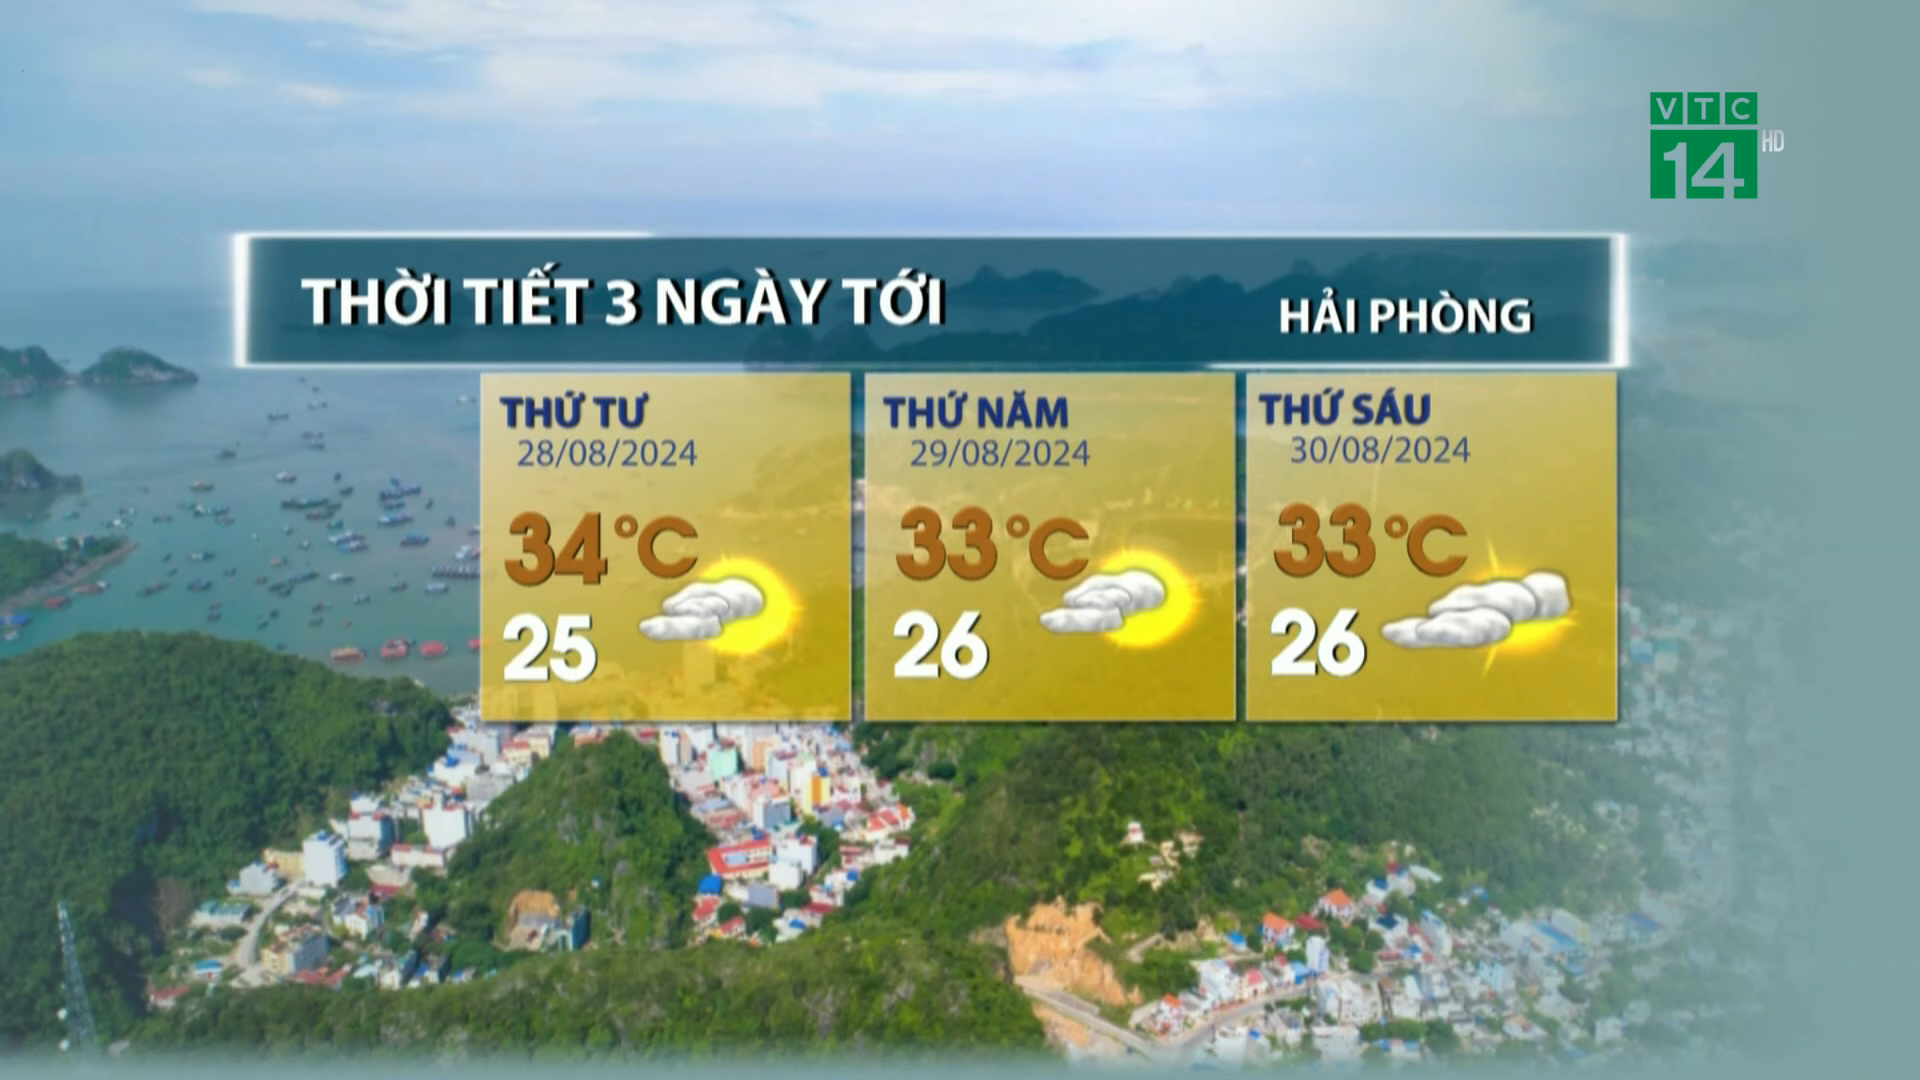 VTC
14 HD
THỜI TIẾT 3 NGÀY TỚI
HẢI PHÒNG
THỨ TƯ
28/08/2024
34°C
25
THỨ NĂM
29/08/2024
33°C
26
THỨ SÁU
30/08/2024
33°C
26